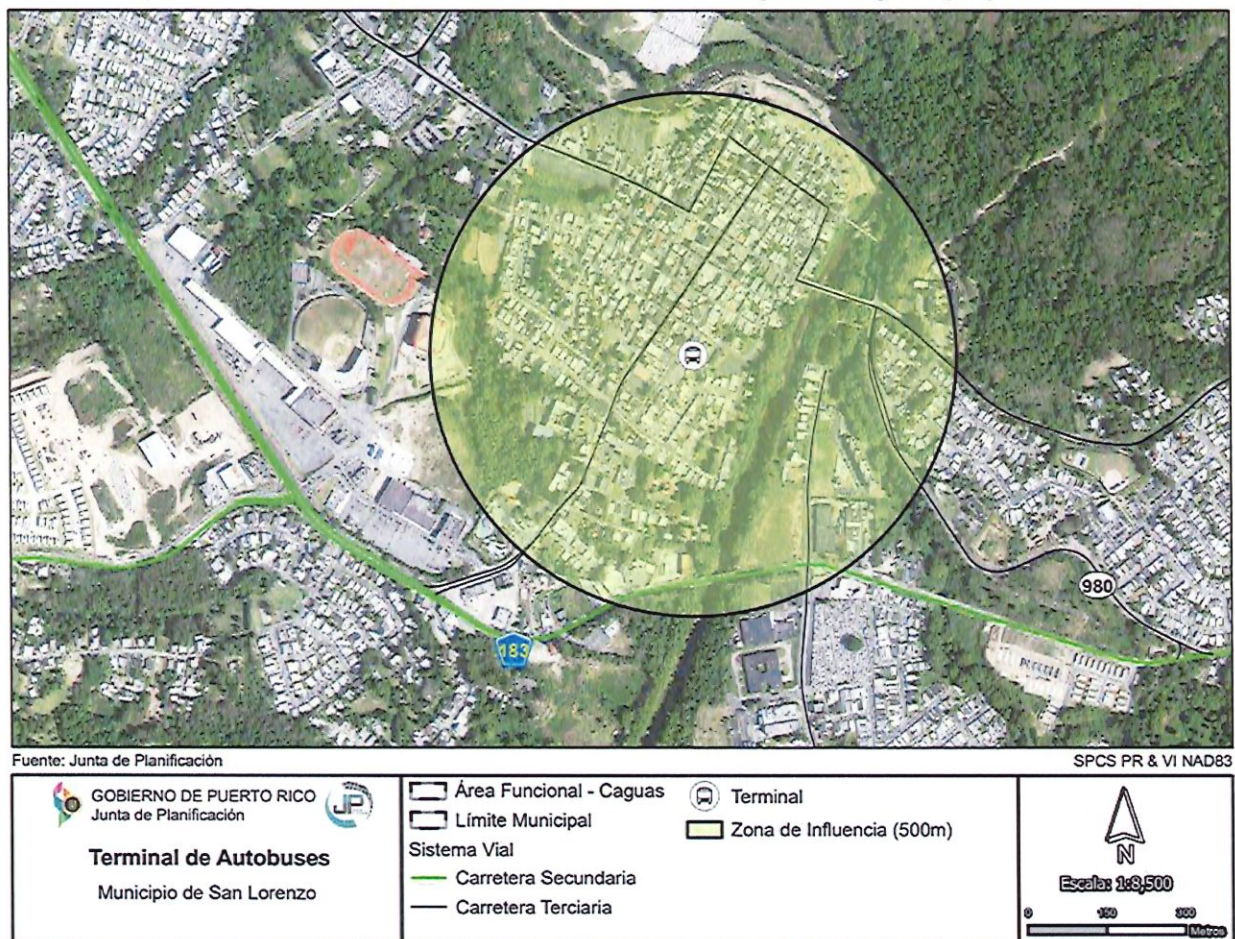 183
980
Fuente: Junta de Planificación
SPCS PR & VI NAD83
GOBIERNO DE PUERTO RICO
Junta de Planificación
JP
Terminal de Autobuses
Municipio de San Lorenzo
Área Funcional - Caguas
Límite Municipal
Sistema Vial
Carretera Secundaria
Carretera Terciaria
Terminal
Zona de Influencia (500m)
N
Escala: 1:8,500
0 150 300
Metros